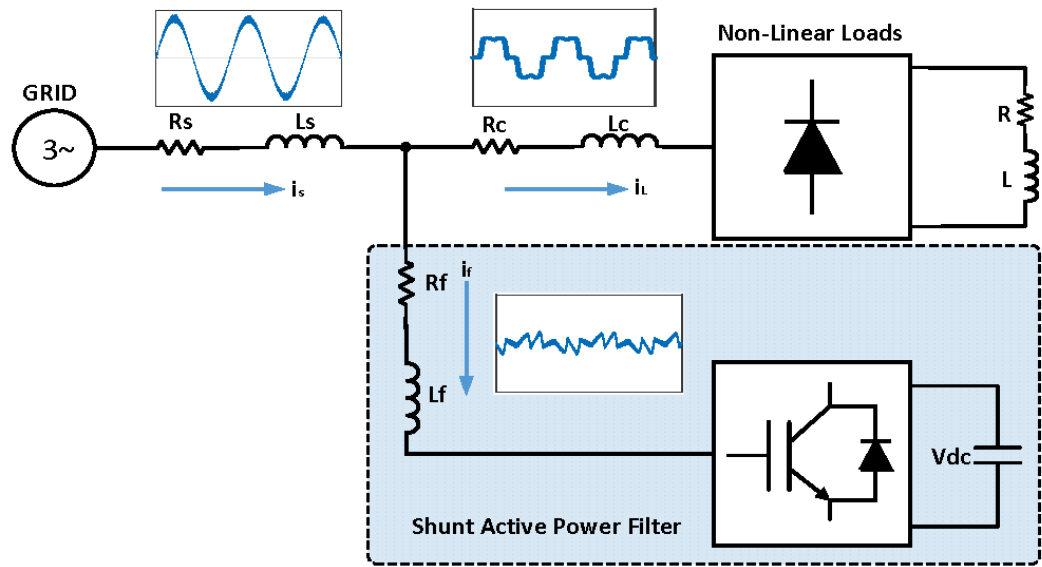 Non-Linear Loads
GRID
3~
Rs
Ls
Rc
Lc
R
L
is
iL
Rf
if
Lf
Vdc
Shunt Active Power Filter